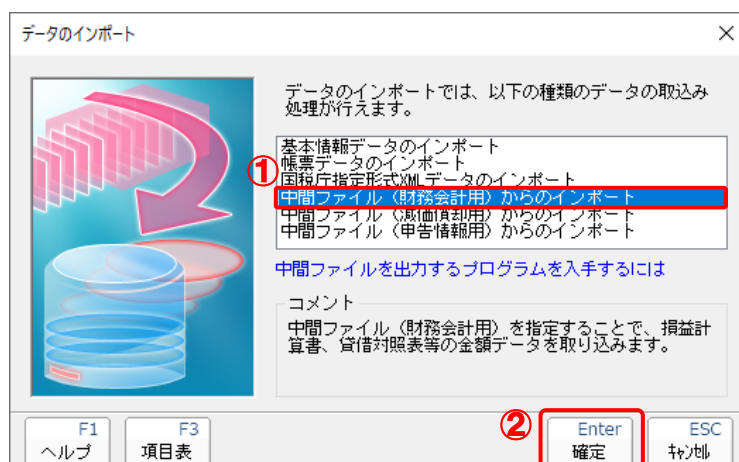 データのインポート
データのインポートでは、以下の種類のデータの取込み
処理が行えます。
①
基本情報データのインポート
帳票データのインポート
国税庁指定形式XMLデータのインポート
中間ファイル（財務会計用）からのインポート
中間ファイル（減価償却用）からのインポート
中間ファイル（申告情報用）からのインポート
中間ファイルを出力するプログラムを入手するには
コメント
中間ファイル（財務会計用）を指定することで、損益計
算書、貸借対照表等の金額データを取り込みます。
②
F1
ヘルプ
F3
項目表
Enter
確定
ESC
ｷｬﾝｾﾙ